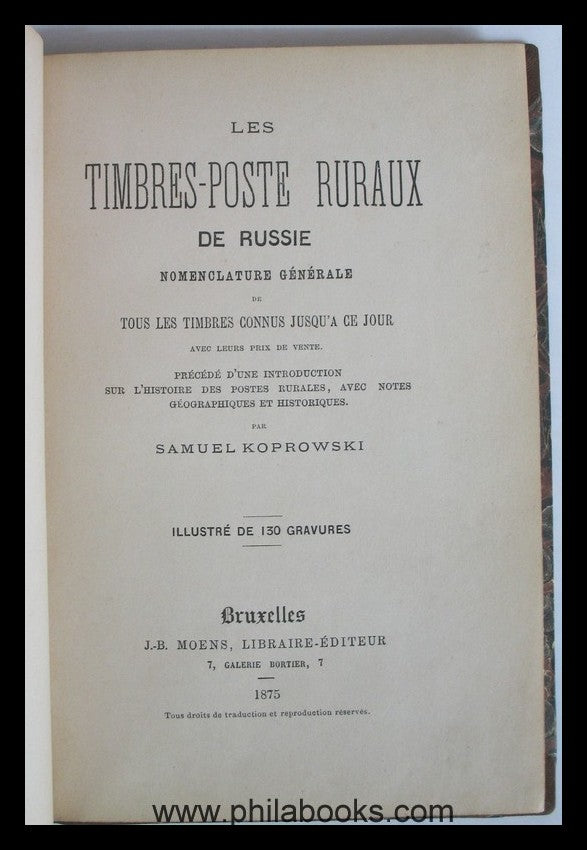 LES
TIMBRES-POSTE RURAUX
DE RUSSIE
NOMENCLATURE GÉNÉRALE
DE
TOUS LES TIMBRES CONNUS JUSQU'A CE JOUR
AVEC LEURS PRIX DE VENTE.
PRÉCÉDÉ D'UNE INTRODUCTION
SUR L'HISTOIRE DES POSTES RURALES, AVEC NOTES
GÉOGRAPHIQUES ET HISTORIQUES.
PAR
SAMUEL KOPROWSKI
ILLUSTRÉ DE 130 GRAVURES
Bruxelles
J.-B. MOENS, LIBRAIRE-ÉDITEUR
7, GALERIE BORTIER, 7
1875
Tous droits de traduction et reproduction réservés.
www.philabooks.com